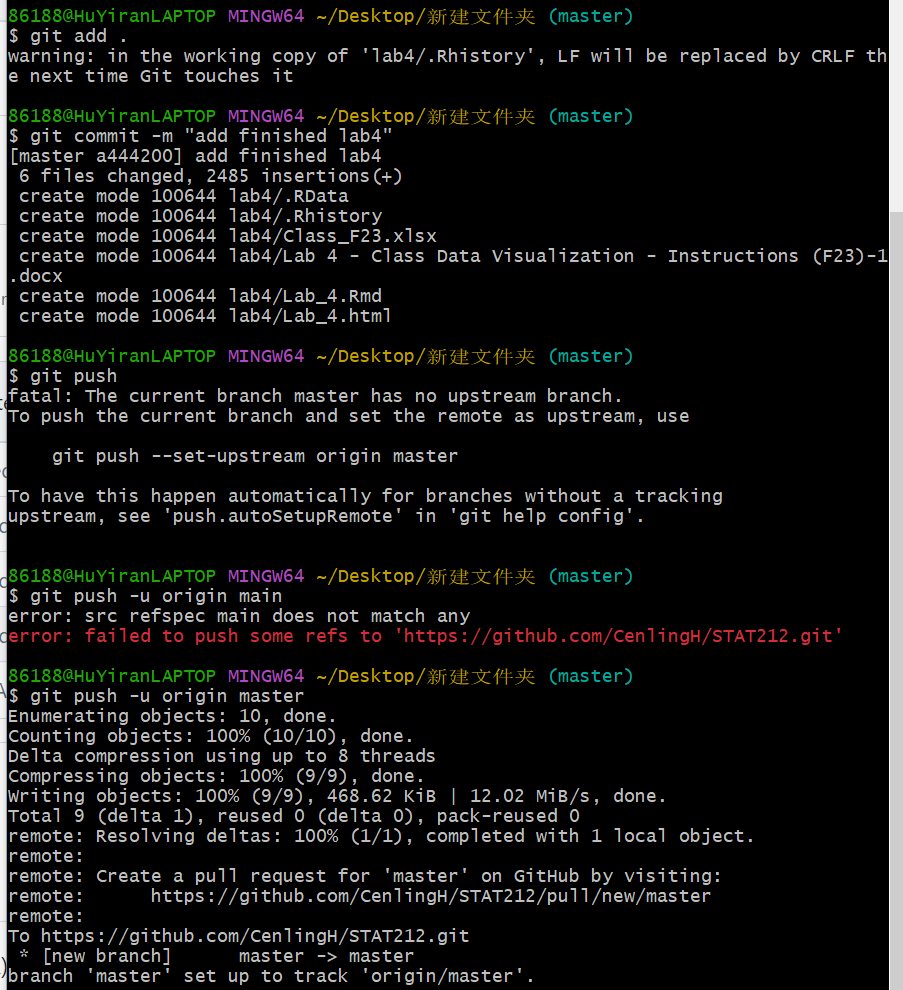 86188@HuYiranLAPTOP MINGW64 ~/Desktop/新建文件夹 (master)
$ git add .
warning: in the working copy of 'lab4/.Rhistory', LF will be replaced by CRLF th
e next time Git touches it
86188@HuYiranLAPTOP MINGW64 ~/Desktop/新建文件夹 (master)
$ git commit -m "add finished lab4"
[master a444200] add finished lab4
 6 files changed, 2485 insertions(+)
 create mode 100644 lab4/.RData
 create mode 100644 lab4/.Rhistory
 create mode 100644 lab4/Class_F23.xlsx
 create mode 100644 lab4/Lab 4 - Class Data Visualization - Instructions (F23)-1
.docx
 create mode 100644 lab4/Lab_4.Rmd
 create mode 100644 lab4/Lab_4.html
86188@HuYiranLAPTOP MINGW64 ~/Desktop/新建文件夹 (master)
$ git push
fatal: The current branch master has no upstream branch.
To push the current branch and set the remote as upstream, use
    git push --set-upstream origin master
To have this happen automatically for branches without a tracking
upstream, see 'push.autoSetupRemote' in 'git help config'.
86188@HuYiranLAPTOP MINGW64 ~/Desktop/新建文件夹 (master)
$ git push -u origin main
error: src refspec main does not match any
error: failed to push some refs to 'https://github.com/CenlingH/STAT212.git'
86188@HuYiranLAPTOP MINGW64 ~/Desktop/新建文件夹 (master)
$ git push -u origin master
Enumerating objects: 10, done.
Counting objects: 100% (10/10), done.
Delta compression using up to 8 threads
Compressing objects: 100% (9/9), done.
Writing objects: 100% (9/9), 468.62 KiB | 12.02 MiB/s, done.
Total 9 (delta 1), reused 0 (delta 0), pack-reused 0
remote: Resolving deltas: 100% (1/1), completed with 1 local object.
remote:
remote: Create a pull request for 'master' on GitHub by visiting:
remote:      https://github.com/CenlingH/STAT212/pull/new/master
remote:
To https://github.com/CenlingH/STAT212.git
 * [new branch]      master -> master
branch 'master' set up to track 'origin/master'.